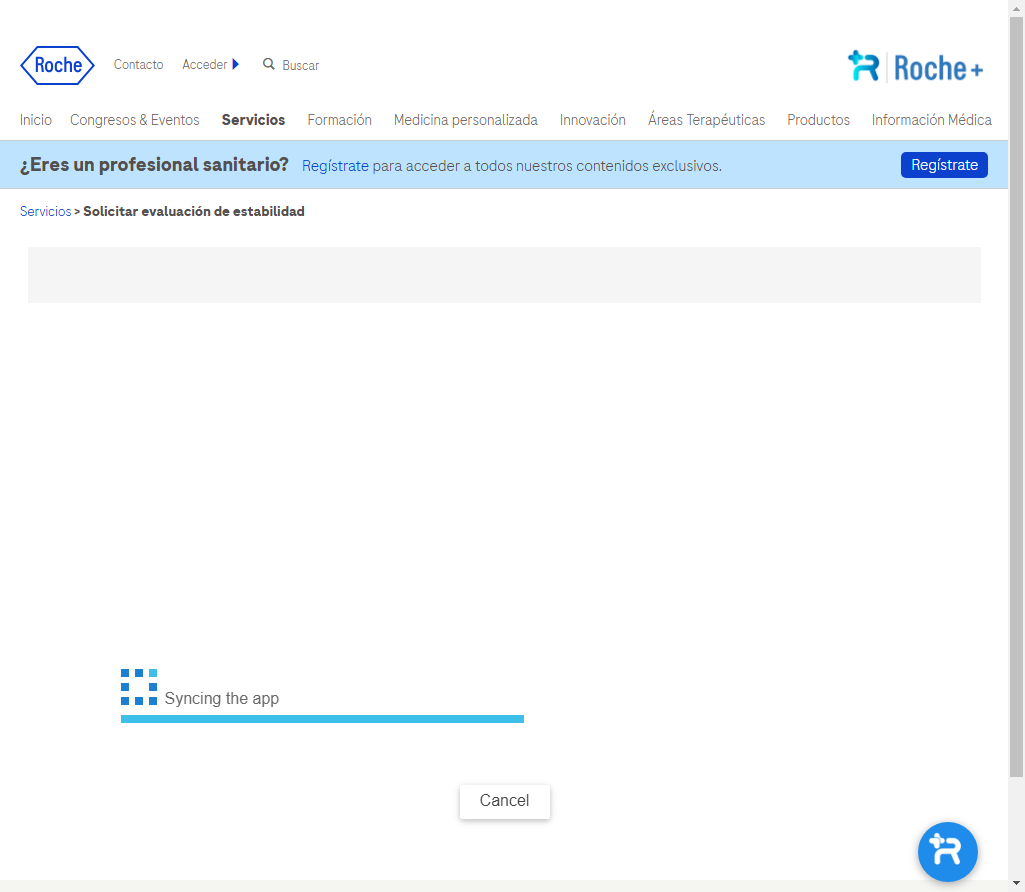 Roche
Contacto
Acceder
Buscar
Roche+
Inicio Congresos & Eventos Servicios Formación Medicina personalizada Innovación Áreas Terapéuticas Productos Información Médica
¿Eres un profesional sanitario? Regístrate para acceder a todos nuestros contenidos exclusivos.
Regístrate
Servicios > Solicitar evaluación de estabilidad
Syncing the app
Cancel